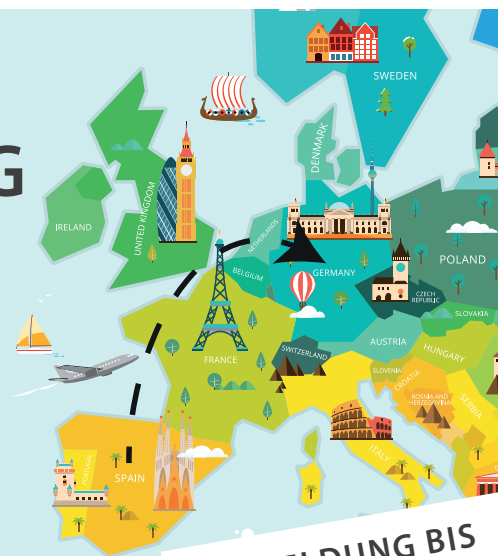 SWEDEN
G
DENMARK
UNITED KINGDOM
IRELAND
NETHERLANDS
POLAND
BELGIUM
GERMANY
CZECH
REPUBLIC
SLOVAKIA
FRANCE
SWITZERLAND
AUSTRIA
HUNGARY
SLOVENIA
CROATIA
BOSNIA AND
HERZEGOVINA
SERBIA
ITALY
PORTUGAL
SPAIN
LDUNG BIS